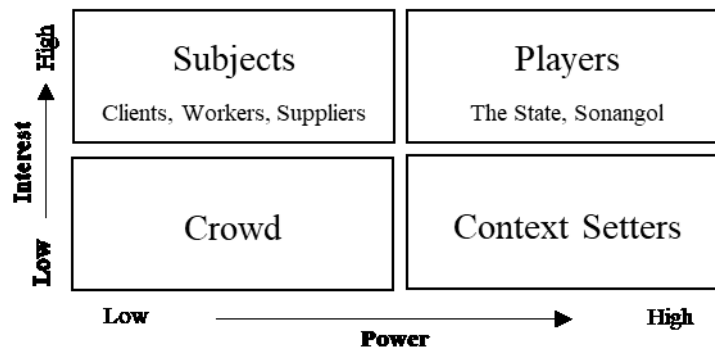 High
Subjects
Players
Clients, Workers, Suppliers
The State, Sonangol
Interest
Crowd
Context Setters
Low
Low
High
Power